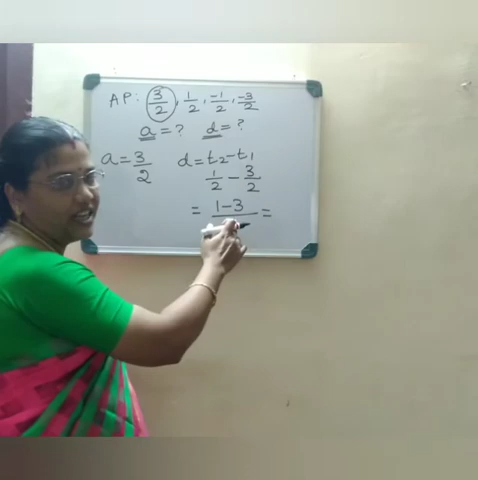 AP: 3/2, 1/2, -1/2, -3/2
a = ? d = ?
a = 3/2 d = t2 - t1
1/2 - 3/2
= 1-3/ =